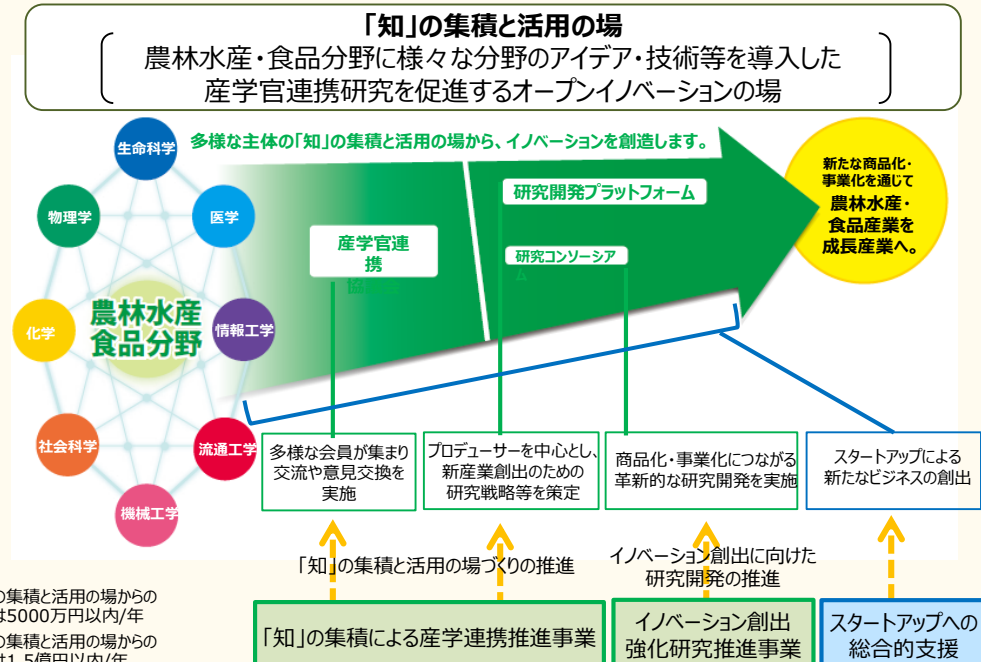 「知」の集積と活用の場
農林水産・食品分野に様々な分野のアイデア・技術等を導入した
産学官連携研究を促進するオープンイノベーションの場
多様な主体の「知」の集積と活用の場から、イノベーションを創造します。
生命科学
物理学
医学
化学
農林水産
食品分野
情報工学
社会科学
流通工学
機械工学
産学官連
携
協
研究開発プラットフォーム
研究コンソーシア
ム
新たな商品化・
事業化を通じて
農林水産・
食品産業を
成長産業へ。
多様な会員が集まり
交流や意見交換を
実施
プロデューサーを中心とし、
新産業創出のための
研究戦略等を策定
商品化・事業化につながる
革新的な研究開発を実施
スタートアップによる
新たなビジネスの創出
「知」の集積と活用の場づくりの推進
イノベーション創出に向けた
研究開発の推進
の集積と活用の場からの
は5000万円以内/年
の集積と活用の場からの
は1.5億円以内/年
「知」の集積による産学連携推進事業
イノベーション創出
強化研究推進事業
スタートアップへの
総合的支援